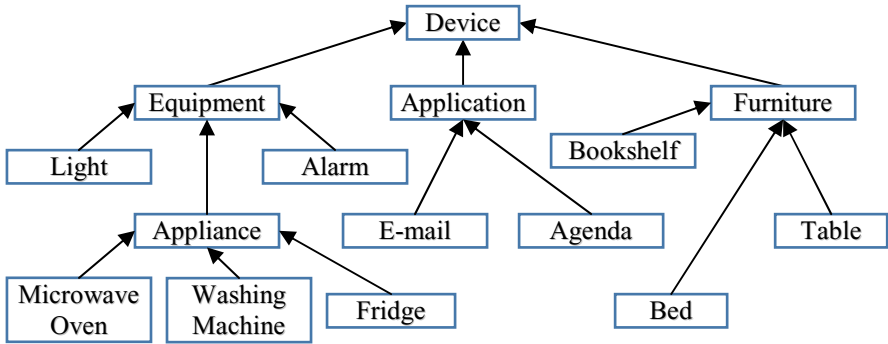 Device
Equipment
Application
Furniture
Light
Alarm
Bookshelf
Appliance
E-mail
Agenda
Table
Microwave
Oven
Washing
Machine
Fridge
Bed